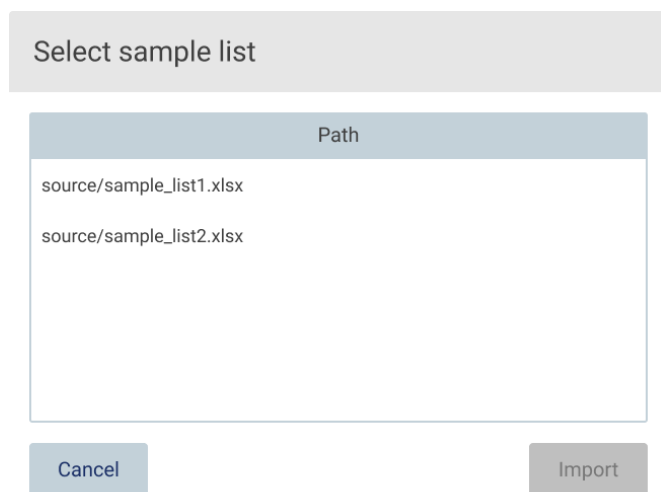 Select sample list
Path
source/sample_list1.xlsx
source/sample_list2.xlsx
Cancel
Import